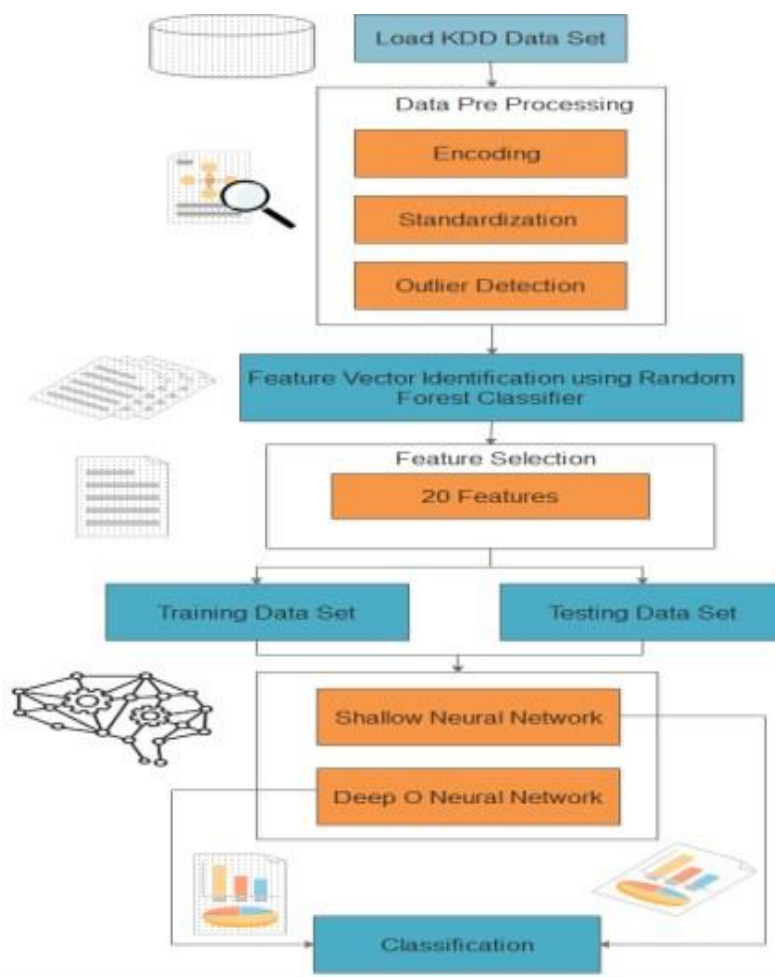 Load KDD Data Set
Data Pre Processing
Encoding
Standardization
Outlier Detection
Feature Vector Identification using Random
Forest Classifier
Feature Selection
20 Features
Training Data Set
Testing Data Set
Shallow Neural Network
Deep O Neural Network
Classification